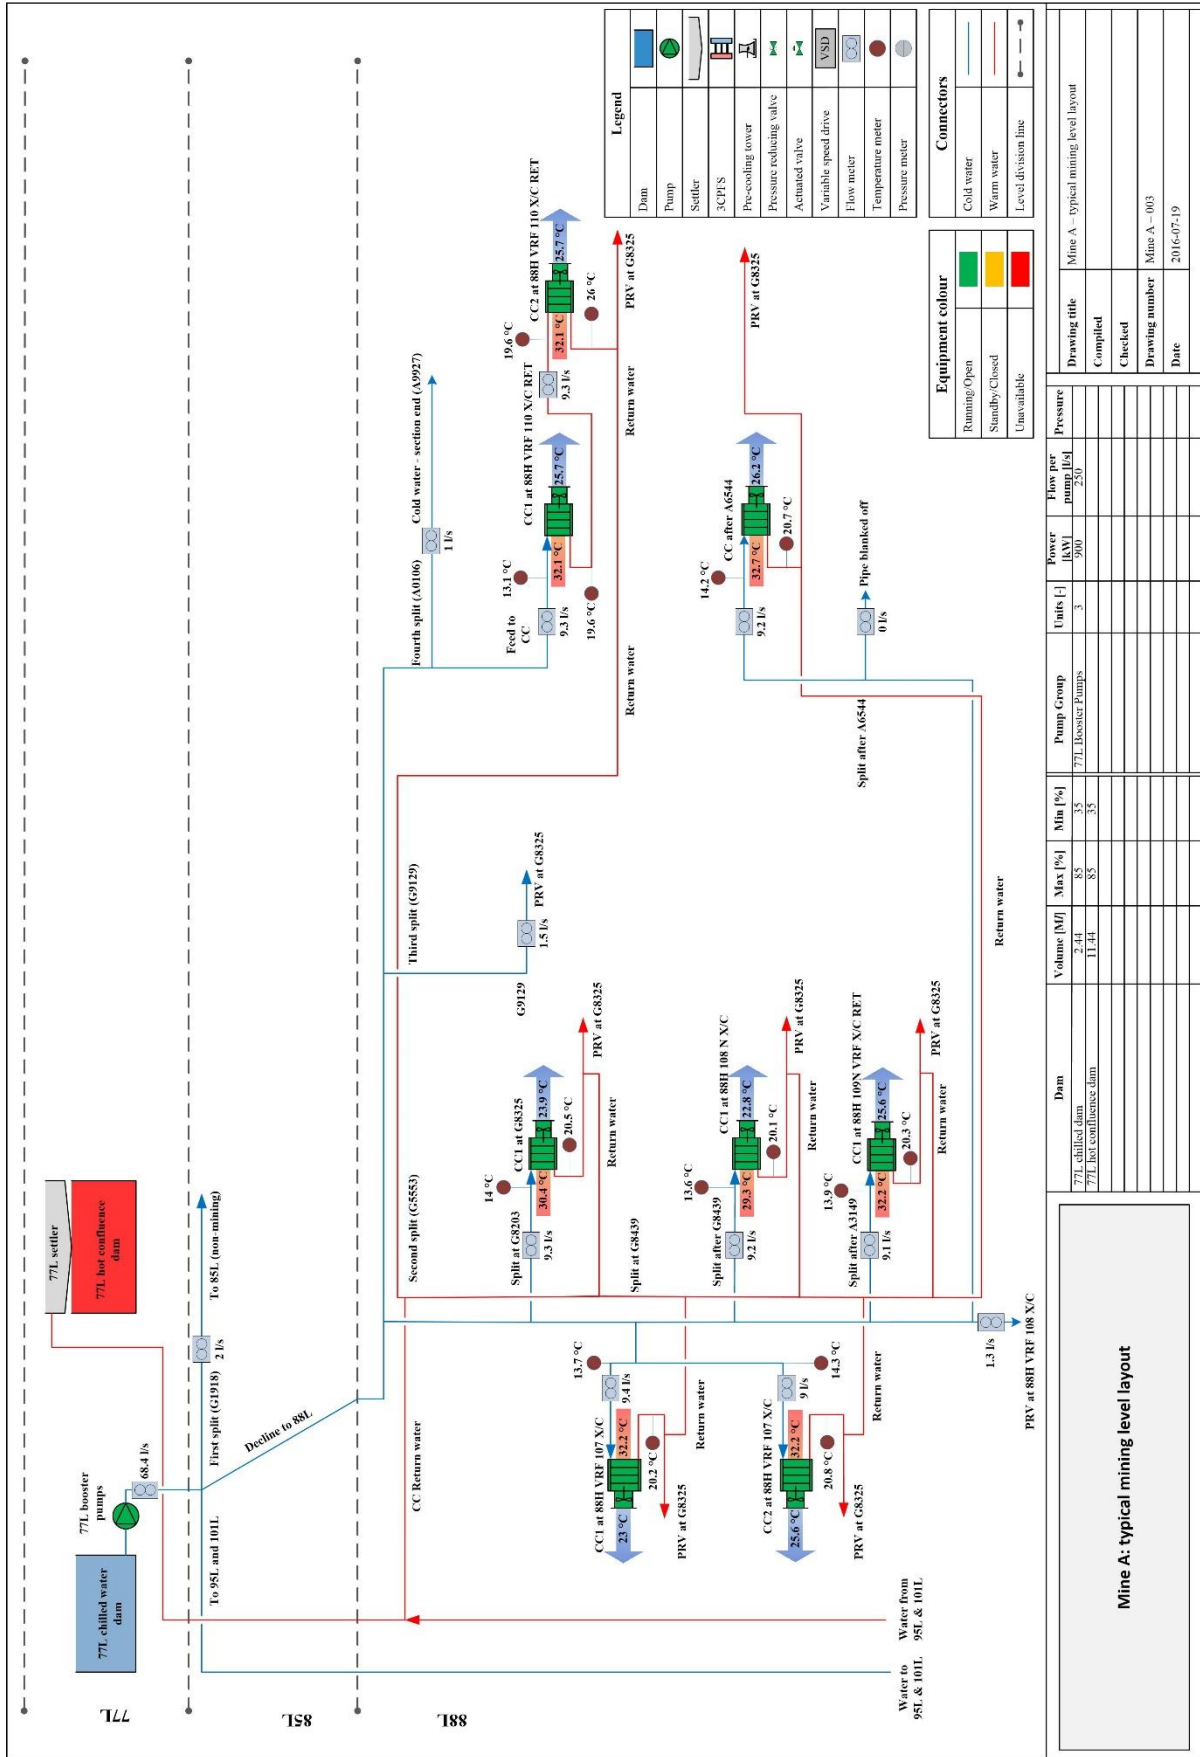 77L
85L
88L
77L chilled water
dam
77L booster
pumps
68.4 l/s
77L settler
77L hot confluence
dam
To 95L and 101L
First split (G1918)
2 l/s
To 85L (non-mining)
Decline to 88L
CC Return water
Water to
95L & 101L
Water from
95L & 101L
Second split (G5553)
Third split (G9129)
Fourth split (A0106)
Cold water - section end (A9927)
1 l/s
G9129
1.5 l/s
PRV at G8325
Feed to
CC
9.3 l/s
13.1 °C
32.1 °C
CC1 at 88H VRF 110 X/C RET
25.7 °C
19.6 °C
9.3 l/s
19.6 °C
32.1 °C
CC2 at 88H VRF 110 X/C RET
25.7 °C
26 °C
PRV at G8325
Return water
Return water
Split at G8203
9.3 l/s
14 °C
30.4 °C
CC1 at G8325
23.9 °C
20.5 °C
PRV at G8325
Return water
Split at G8439
Split after G8439
9.2 l/s
13.6 °C
29.3 °C
CC1 at 88H 108 N X/C
22.8 °C
20.1 °C
PRV at G8325
Return water
Split after A3149
9.1 l/s
13.9 °C
32.2 °C
CC1 at 88H 109N VRF X/C RET
25.6 °C
20.3 °C
PRV at G8325
Return water
13.7 °C
9.4 l/s
CC1 at 88H VRF 107 X/C
32.2 °C
23 °C
20.2 °C
PRV at G8325
Return water
14.3 °C
9 l/s
CC2 at 88H VRF 107 X/C
32.2 °C
25.6 °C
20.8 °C
PRV at G8325
Return water
1.3 l/s
PRV at 88H VRF 108 X/C
Return water
Split after A6544
9.2 l/s
14.2 °C
32.7 °C
CC after A6544
26.2 °C
20.7 °C
PRV at G8325
0 l/s
Pipe blanked off
Legend
Dam
Pump
Settler
3CPFS
Pre-cooling tower
Pressure reducing valve
Actuated valve
Variable speed drive
VSD
Flow meter
Temperature meter
Pressure meter
Equipment colour
Running/Open
Standby/Closed
Unavailable
Connectors
Cold water
Warm water
Level division line
Mine A: typical mining level layout
Dam Volume [Ml] Max [%] Min [%]
77L chilled dam 2.44 85 35
77L hot confluence dam 11.44 85 35
Pump Group Units [-] Power [kW] Flow per pump [l/s] Pressure
77L Booster Pumps 3 900 250
Drawing title Mine A – typical mining level layout
Compiled
Checked
Drawing number Mine A – 003
Date 2016-07-19